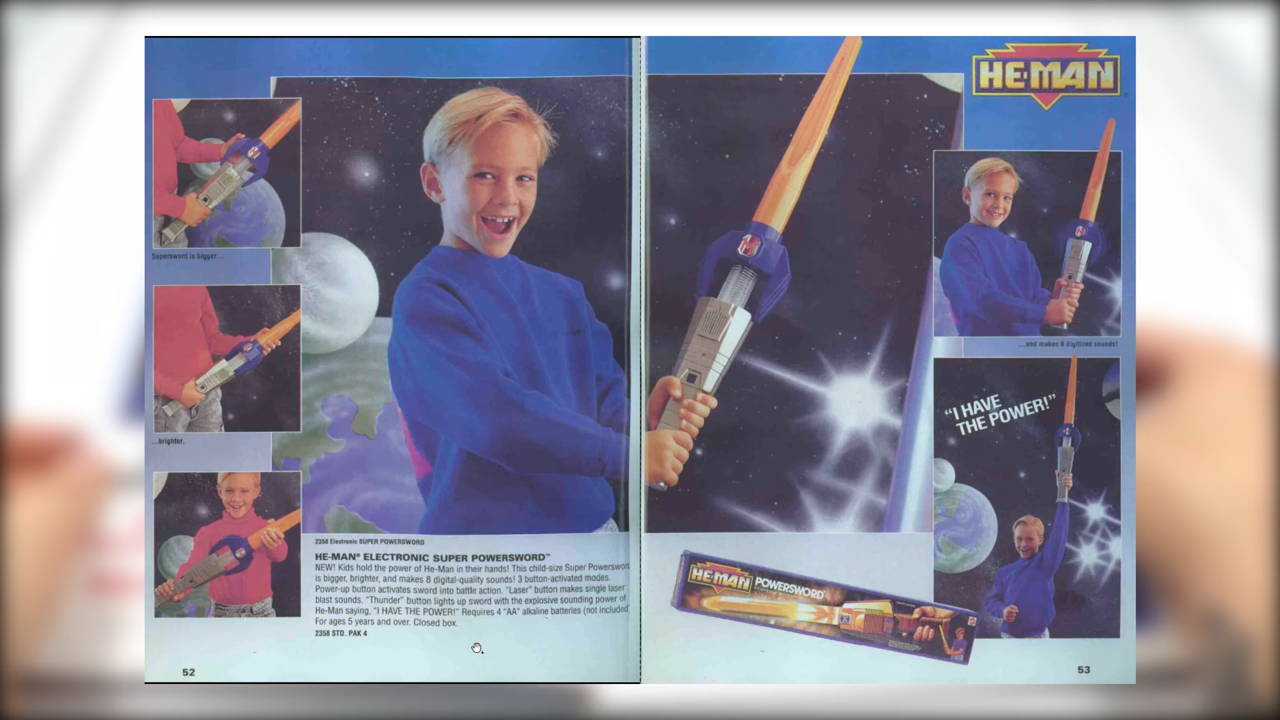 Supersword is bigger...
...brighter,
2358 Electronic SUPER POWERSWORD
HE-MAN® ELECTRONIC SUPER POWERSWORD™
NEW! Kids hold the power of He-Man in their hands! This child-size Super Powersword
is bigger, brighter, and makes 8 digital-quality sounds! 3 button-activated modes.
Power-up button activates sword into battle action. "Laser" button makes single laser
blast sounds. "Thunder" button lights up sword with the explosive sounding power of
He-Man saying, "I HAVE THE POWER!" Requires 4 "AA" alkaline batteries (not included
For ages 5 years and over. Closed box.
2358 STD. PAK 4
52
HE-MAN
...and makes 8 digitized sounds!
"I HAVE
THE POWER!"
HE-MAN POWERSWORD
53